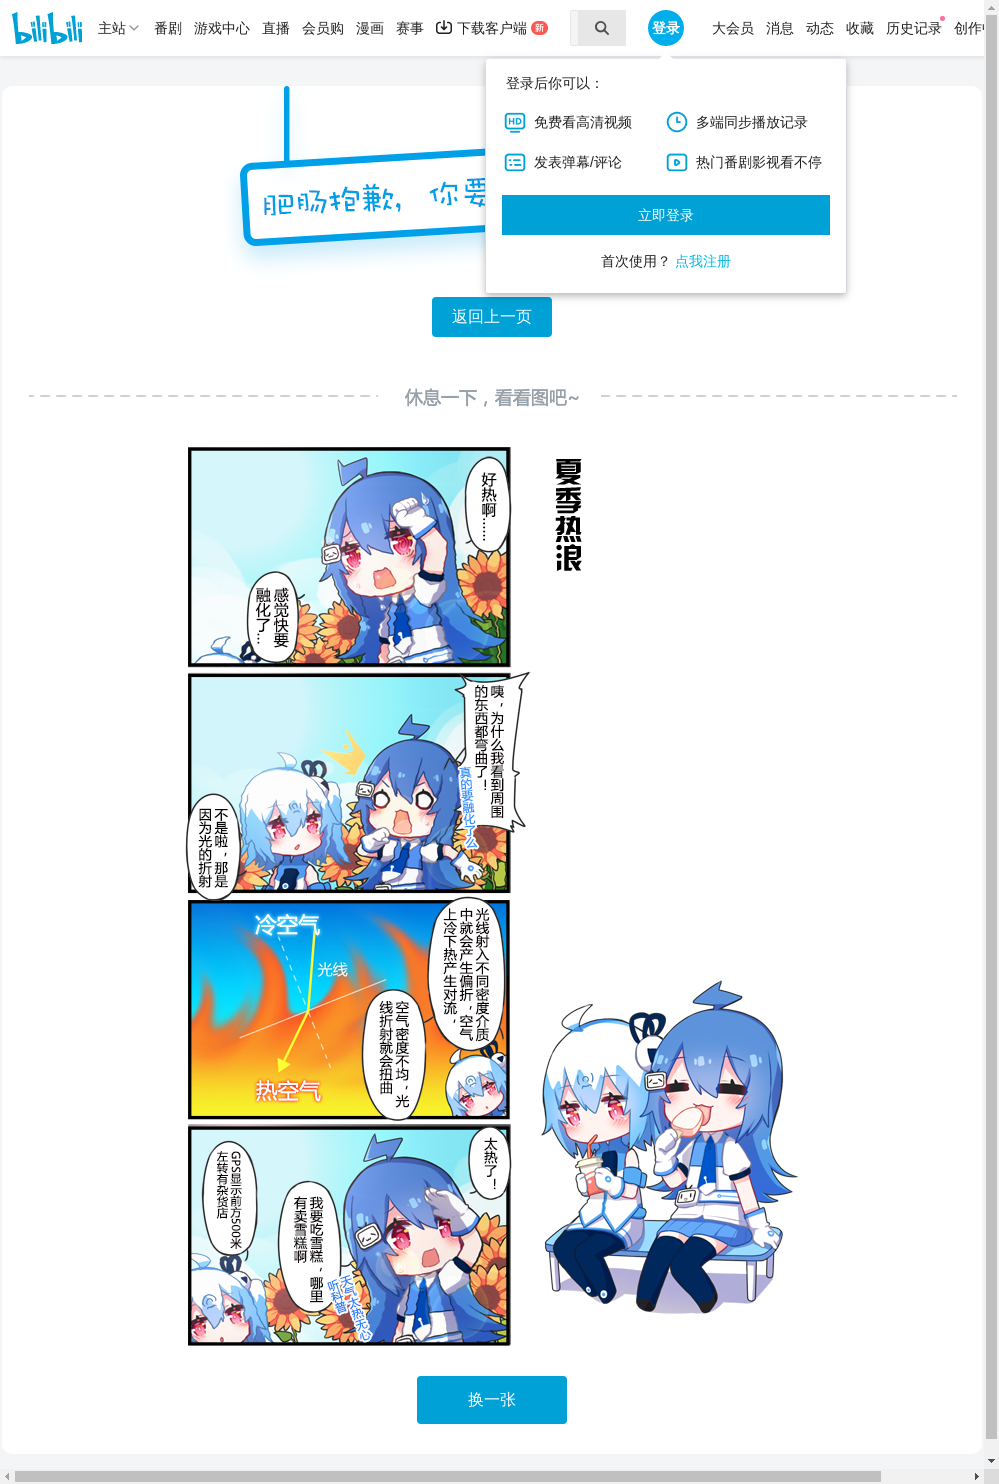 bilibili 主站 番剧 游戏中心 直播 会员购 漫画 赛事 下载客户端 新 登录 大会员 消息 动态 收藏 历史记录 创作
登录后你可以：
HD 免费看高清视频 多端同步播放记录
发表弹幕/评论 热门番剧影视看不停
立即登录
首次使用？ 点我注册
肥肠抱歉，你要
返回上一页
休息一下，看看图吧~
夏季热浪
好热啊……
感觉快要
融化了…
咦，为什么我看到周围
的东西都弯曲了！
真的要融化了么
不是啦，那是
因为光的折射
光线射入不同密度介质
中就会产生偏折，空气
上冷下热产生对流，
空气密度不均，光
线折射就会扭曲
冷空气
光线
热空气
太热了！
我要吃雪糕，哪里
有卖雪糕啊
天气太热无心
听科普
GPS显示前方500米
左转有杂货店
换一张